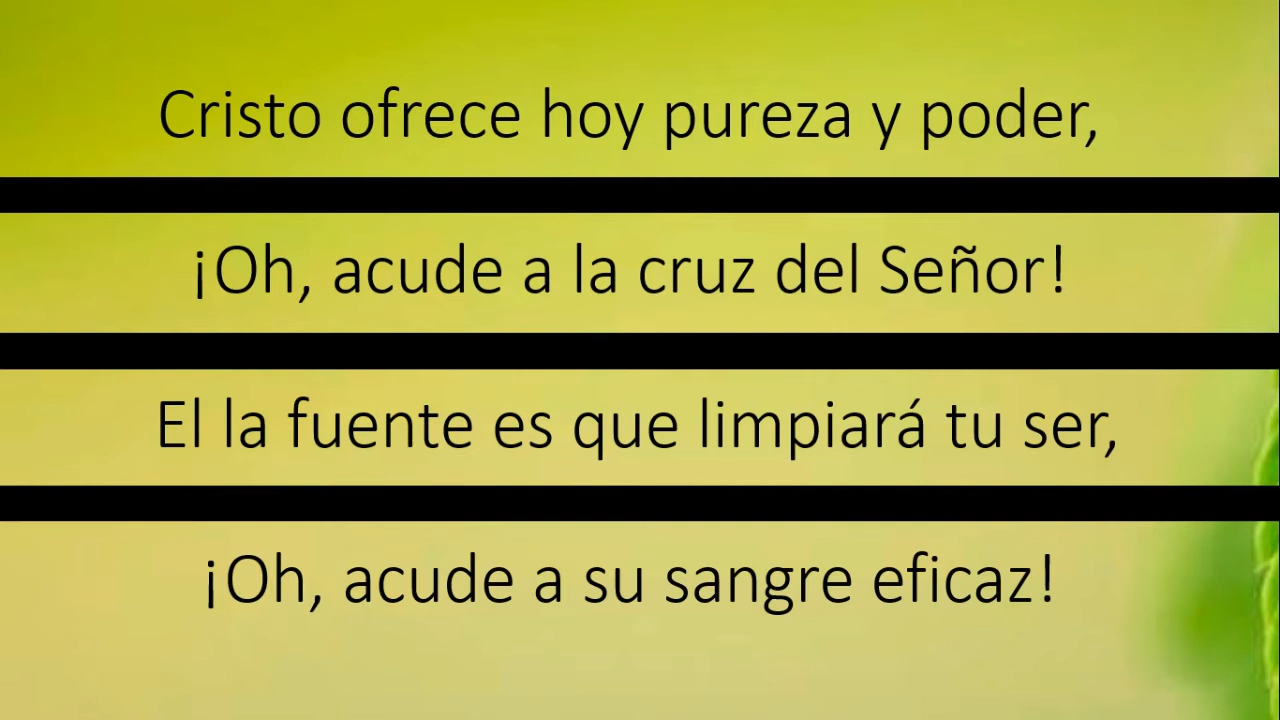 Cristo ofrece hoy pureza y poder,
¡Oh, acude a la cruz del Señor!
El la fuente es que limpiará tu ser,
¡Oh, acude a su sangre eficaz!